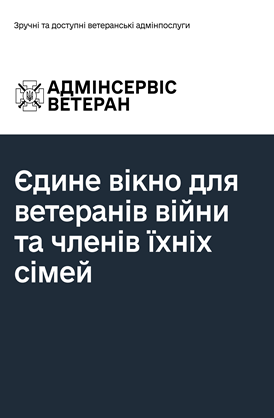 Зручні та доступні ветеранські адмінпослуги
АДМІНСЕРВІС
ВЕТЕРАН
Єдине вікно для
ветеранів війни
та членів їхніх
сімей